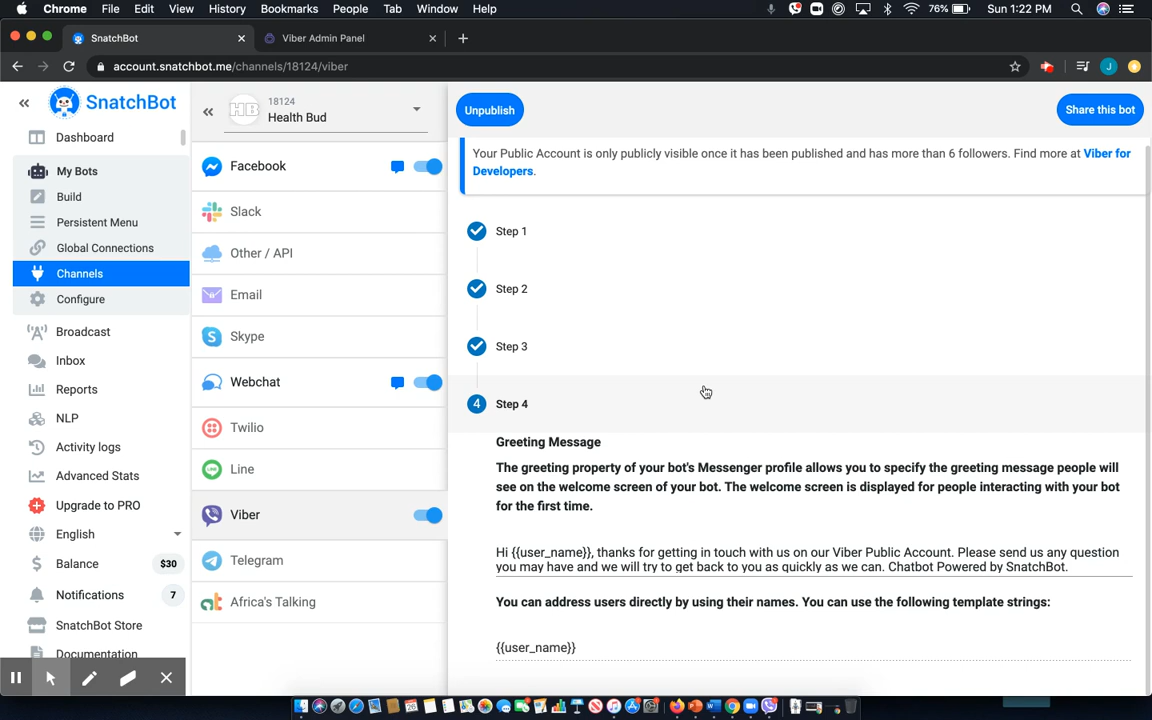 Chrome File Edit View History Bookmarks People Tab Window Help
76% Sun 1:22 PM
SnatchBot
Viber Admin Panel
account.snatchbot.me/channels/18124/viber
J
SnatchBot
Dashboard
My Bots
Build
Persistent Menu
Global Connections
Channels
Configure
Broadcast
Inbox
Reports
NLP
Activity logs
Advanced Stats
Upgrade to PRO
English
Balance $30
Notifications 7
SnatchBot Store
Documentation
HB
18124
Health Bud
Facebook
Slack
Other / API
Email
Skype
Webchat
Twilio
Line
Viber
Telegram
Africa's Talking
Unpublish
Share this bot
Your Public Account is only publicly visible once it has been published and has more than 6 followers. Find more at Viber for
Developers.
Step 1
Step 2
Step 3
4 Step 4
Greeting Message
The greeting property of your bot's Messenger profile allows you to specify the greeting message people will
see on the welcome screen of your bot. The welcome screen is displayed for people interacting with your bot
for the first time.
Hi {{user_name}}, thanks for getting in touch with us on our Viber Public Account. Please send us any question
you may have and we will try to get back to you as quickly as we can. Chatbot Powered by SnatchBot.
You can address users directly by using their names. You can use the following template strings:
{{user_name}}